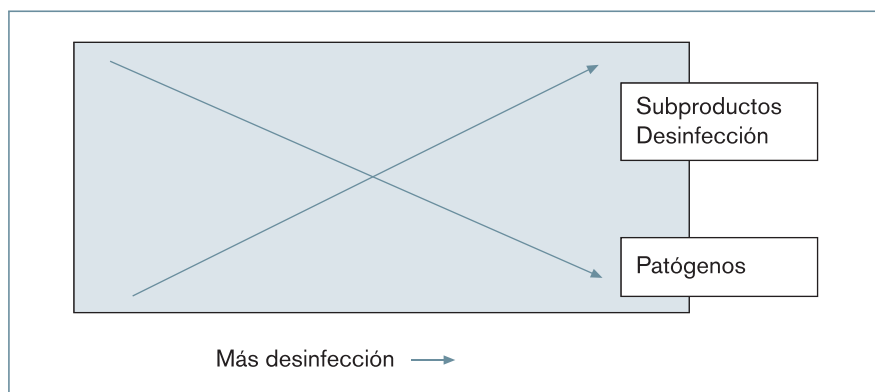 Subproductos
Desinfección
Patógenos
Más desinfección